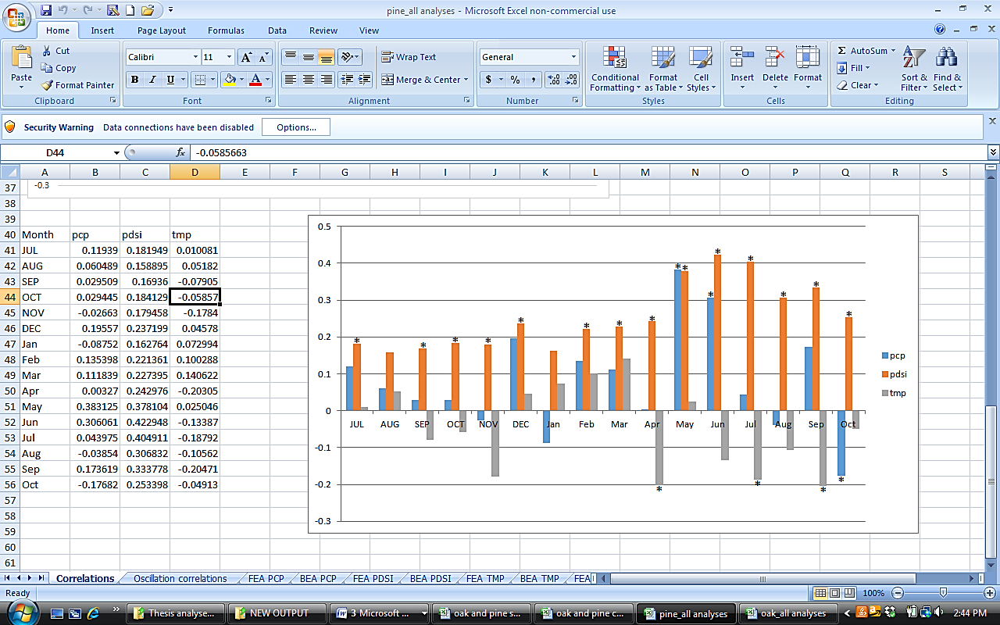 pine_all analyses - Microsoft Excel non-commercial use
Home Insert Page Layout Formulas Data Review View
Paste Cut Copy Format Painter
Calibri 11 A A Wrap Text General
B I U A Merge & Center $ % ,
Conditional Formatting Format as Table Cell Styles
Insert Delete Format
Σ AutoSum Fill Clear Sort & Filter Find & Select
Clipboard Font Alignment Number Styles Cells Editing
Security Warning Data connections have been disabled Options...
D44 fx -0.0585663
A B C D E F G H I J K L M N O P Q R S
37 -0.3
38
39
40 Month pcp pdsi tmp
41 JUL 0.11939 0.181949 0.010081
42 AUG 0.060489 0.158895 0.05182
43 SEP 0.029509 0.16936 -0.07905
44 OCT 0.029445 0.184129 -0.05857
45 NOV -0.02663 0.179458 -0.1784
46 DEC 0.19557 0.237199 0.04578
47 Jan -0.08752 0.162764 0.072994
48 Feb 0.135398 0.221361 0.100288
49 Mar 0.111839 0.227395 0.140622
50 Apr 0.00327 0.242976 -0.20305
51 May 0.383125 0.378104 0.025046
52 Jun 0.306061 0.422948 -0.13387
53 Jul 0.043975 0.404911 -0.18792
54 Aug -0.03854 0.306832 -0.10562
55 Sep 0.173619 0.333778 -0.20471
56 Oct -0.17682 0.253398 -0.04913
57
58
59
60
61
0.5
0.4
0.3
0.2
0.1
0
-0.1
-0.2
-0.3
JUL AUG SEP OCT NOV DEC Jan Feb Mar Apr May Jun Jul Aug Sep Oct
pcp
pdsi
tmp
Correlations Oscillation correlations FEA PCP BEA PCP FEA PDSI BEA PDSI FEA TMP BEA TMP FEA
Ready 100%
Thesis analyse... NEW OUTPUT 3 Microsoft ... oak and pine s... oak and pine c... pine_all analyses oak_all analyses 2:44 PM